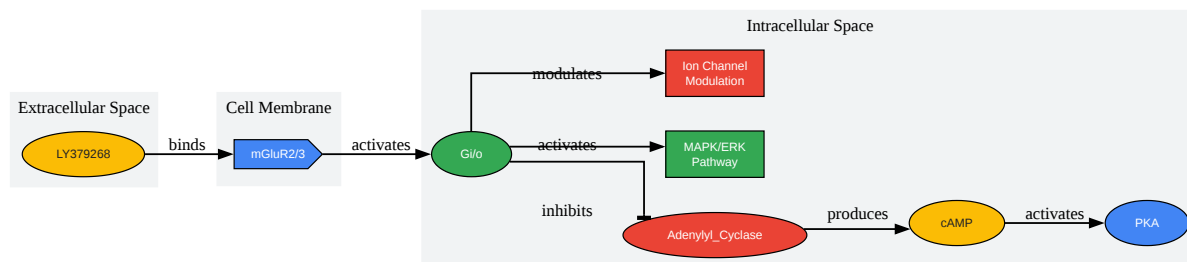 Intracellular Space
modulates
Ion Channel
Modulation
Extracellular Space
Cell Membrane
LY379268
binds
mGluR2/3
activates
Gi/o
activates
MAPK/ERK
Pathway
inhibits
Adenylyl_Cyclase
produces
cAMP
activates
PKA